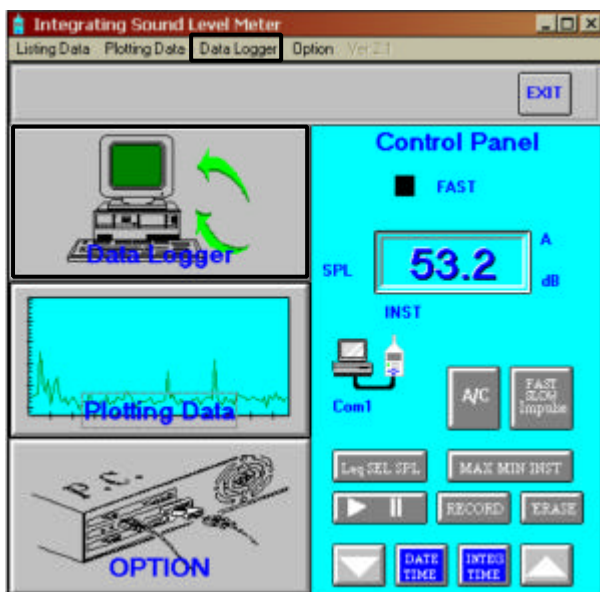 Integrating Sound Level Meter
Listing Data Plotting Data Data Logger Option Ver.2.1
EXIT
Data Logger
Plotting Data
P.C.
OPTION
Control Panel
FAST
SPL 53.2 A
dB
INST
Com1
A/C
FAST
SLOW
Impulse
Leq SEL SPL
MAX MIN INST
RECORD
ERASE
DATE
TIME
INTEG
TIME